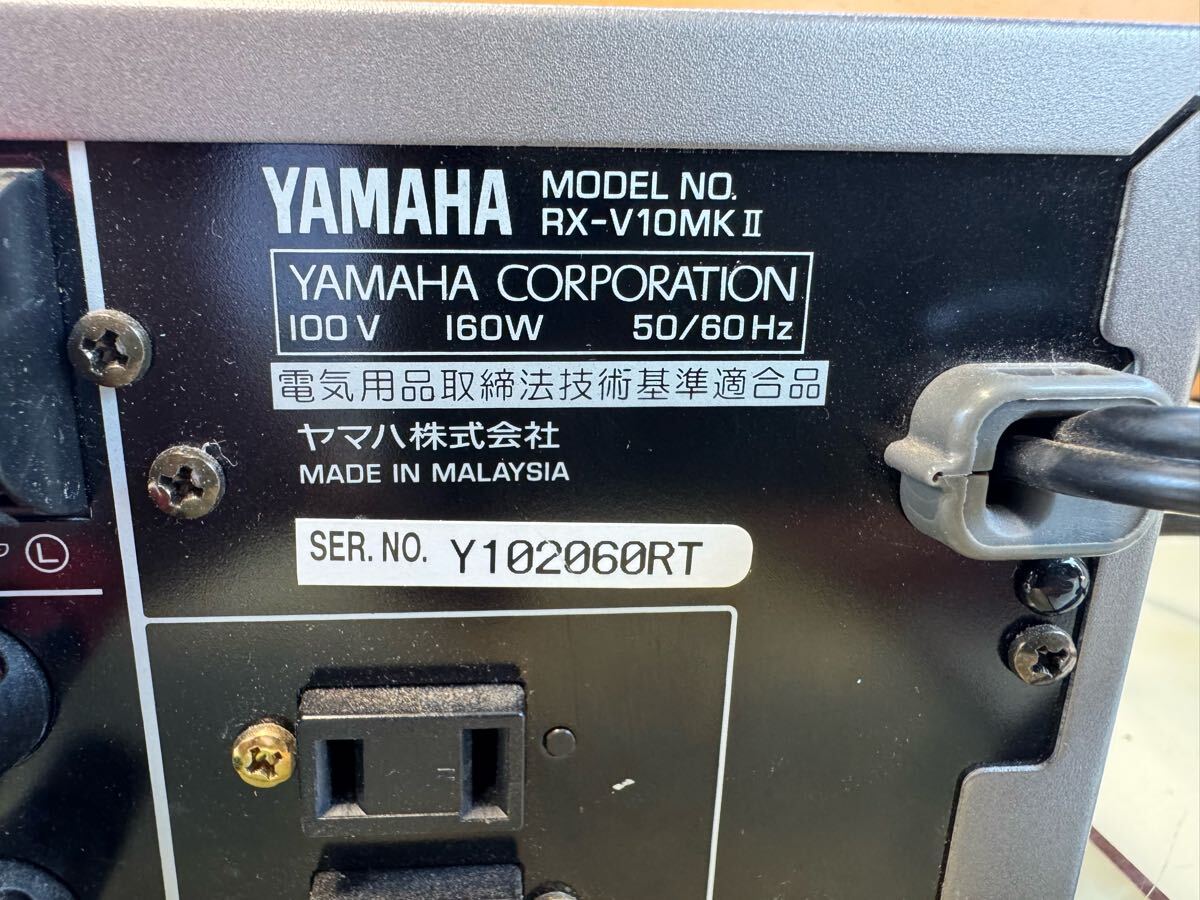 YAMAHA
MODEL NO.
RX-V10MKⅡ
YAMAHA CORPORATION
100V 160W 50/60Hz
電気用品取締法技術基準適合品
ヤマハ株式会社
MADE IN MALAYSIA
SER. NO. Y102060RT
L